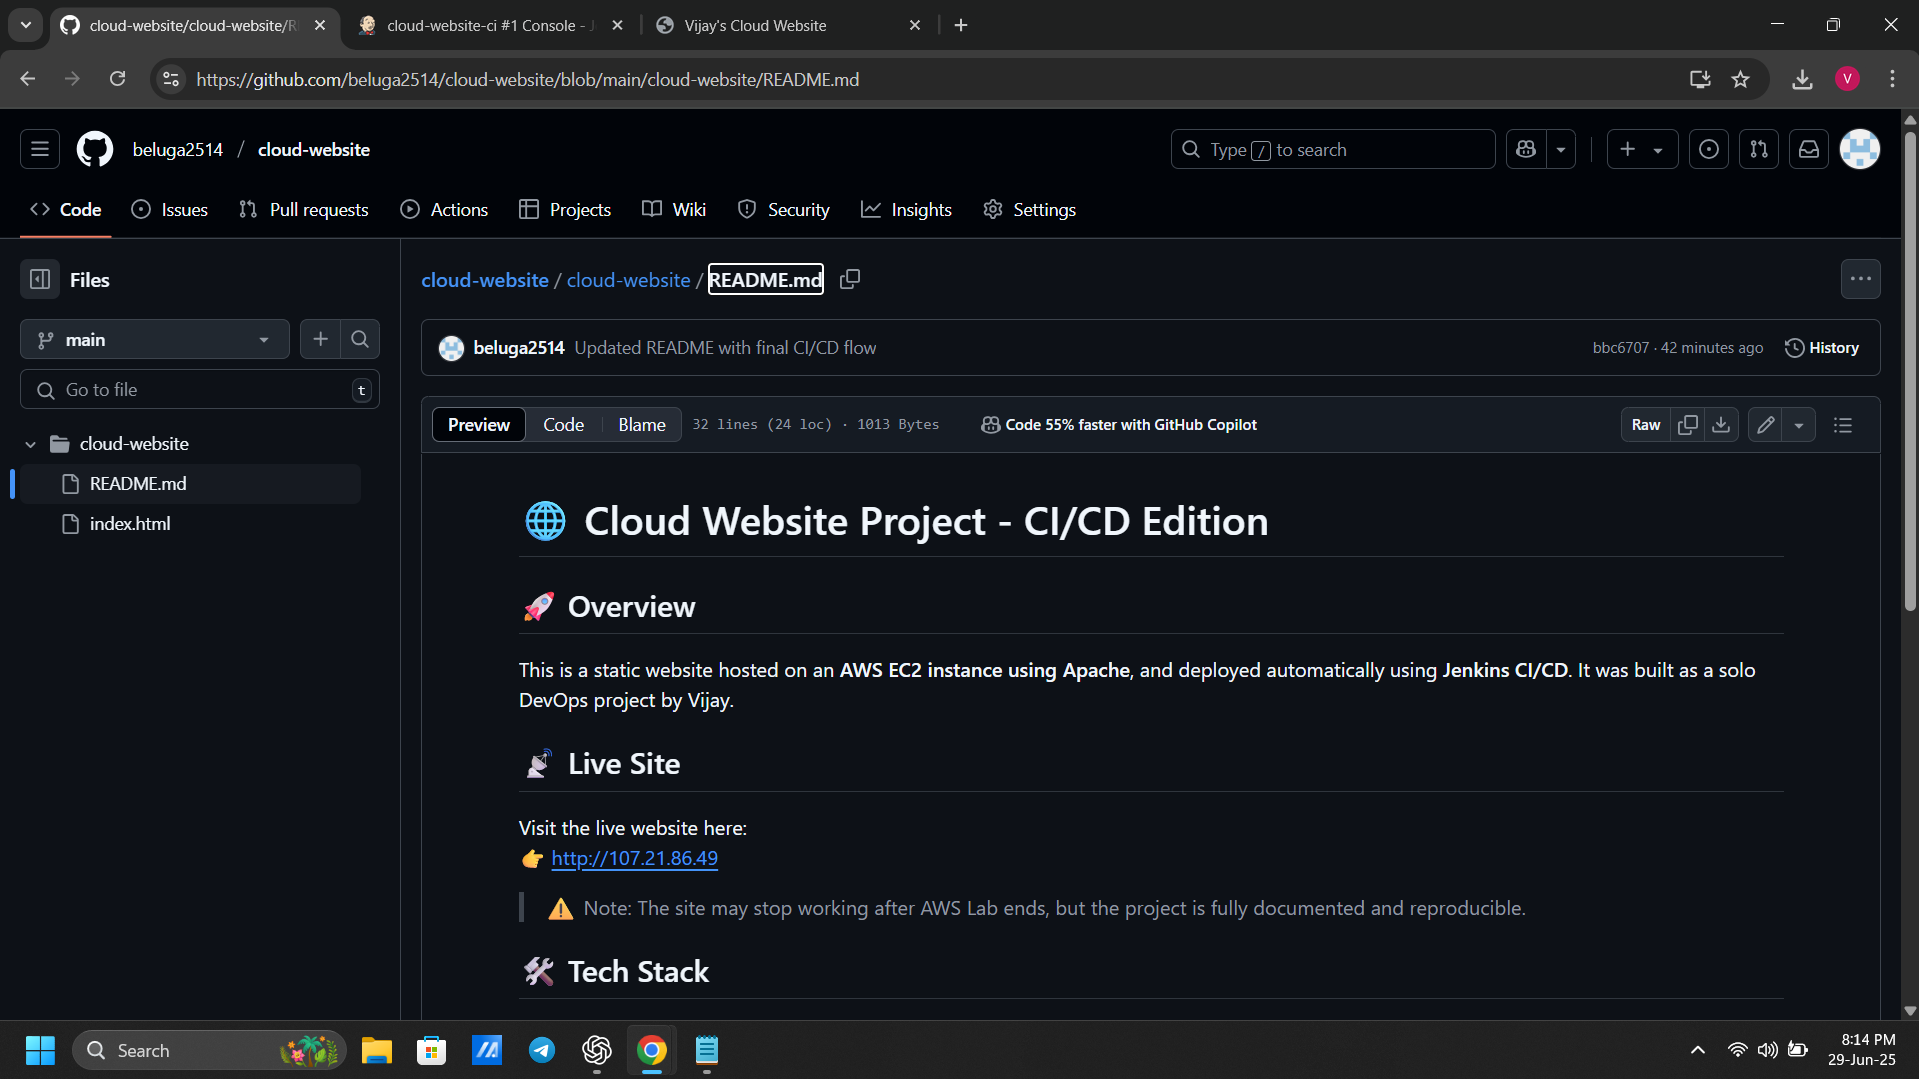 cloud-website/cloud-website/R
cloud-website-ci #1 Console - J
Vijay's Cloud Website
https://github.com/beluga2514/cloud-website/blob/main/cloud-website/README.md
V
beluga2514 / cloud-website
Type / to search
Code
Issues
Pull requests
Actions
Projects
Wiki
Security
Insights
Settings
Files
main
Go to file
t
cloud-website
README.md
index.html
cloud-website / cloud-website / README.md
beluga2514 Updated README with final CI/CD flow
bbc6707 · 42 minutes ago
History
Preview
Code
Blame
32 lines (24 loc) · 1013 Bytes
Code 55% faster with GitHub Copilot
Raw
🌐 Cloud Website Project - CI/CD Edition
🚀 Overview
This is a static website hosted on an AWS EC2 instance using Apache, and deployed automatically using Jenkins CI/CD. It was built as a solo
DevOps project by Vijay.
📡 Live Site
Visit the live website here:
👉 http://107.21.86.49
⚠️ Note: The site may stop working after AWS Lab ends, but the project is fully documented and reproducible.
🛠️ Tech Stack
Search
8:14 PM
29-Jun-25